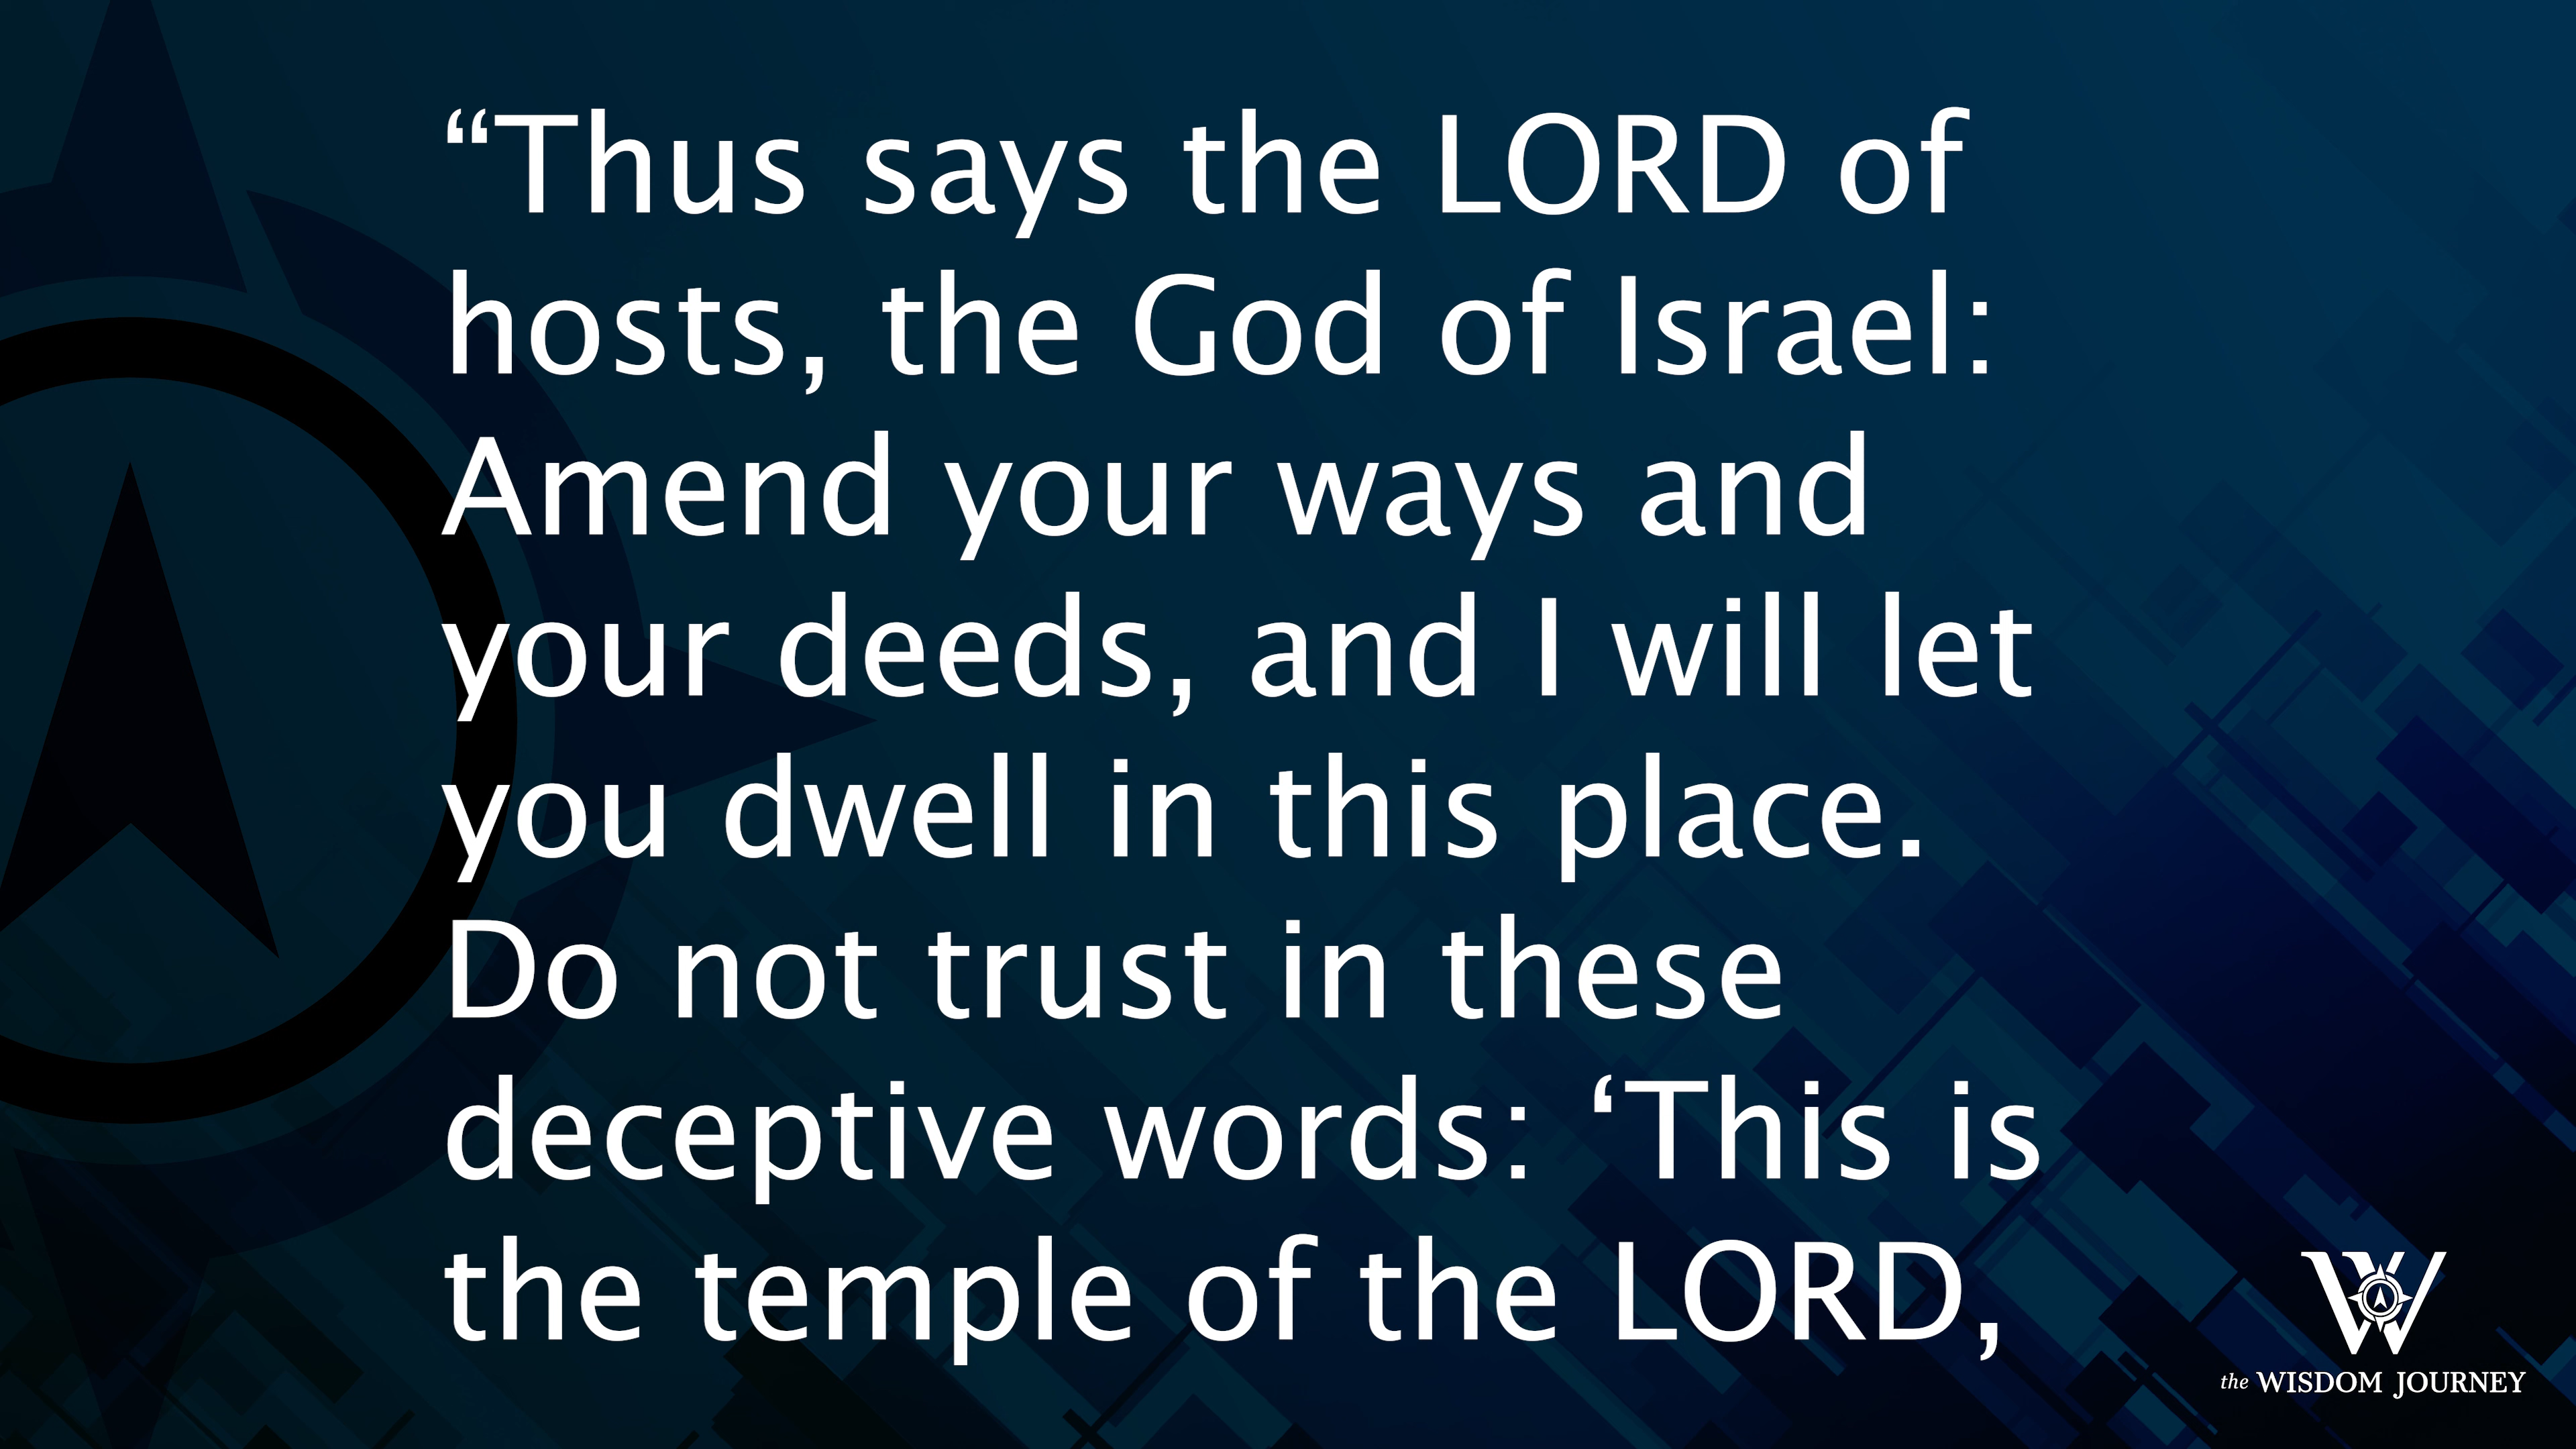 “Thus says the LORD of
hosts, the God of Israel:
Amend your ways and
your deeds, and I will let
you dwell in this place.
Do not trust in these
deceptive words: ‘This is
the temple of the LORD,
W
the WISDOM JOURNEY